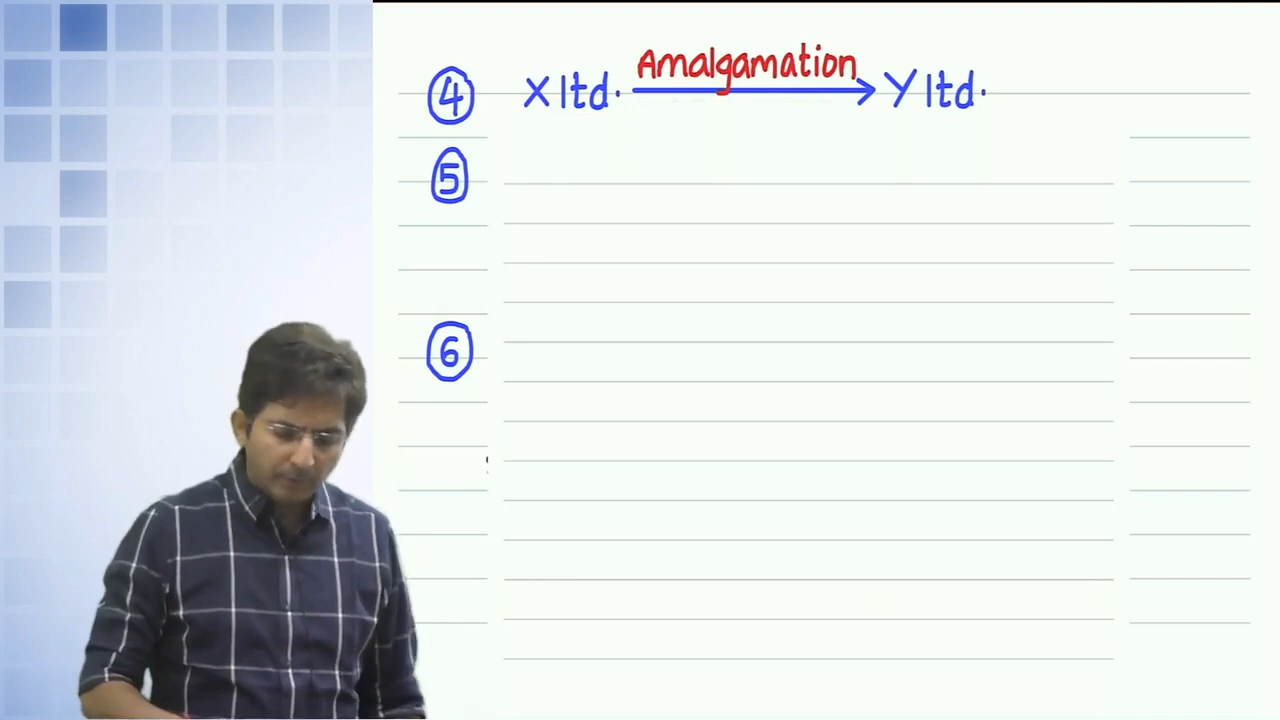 ④ X ltd. Amalgamation → Y ltd.
⑤
⑥